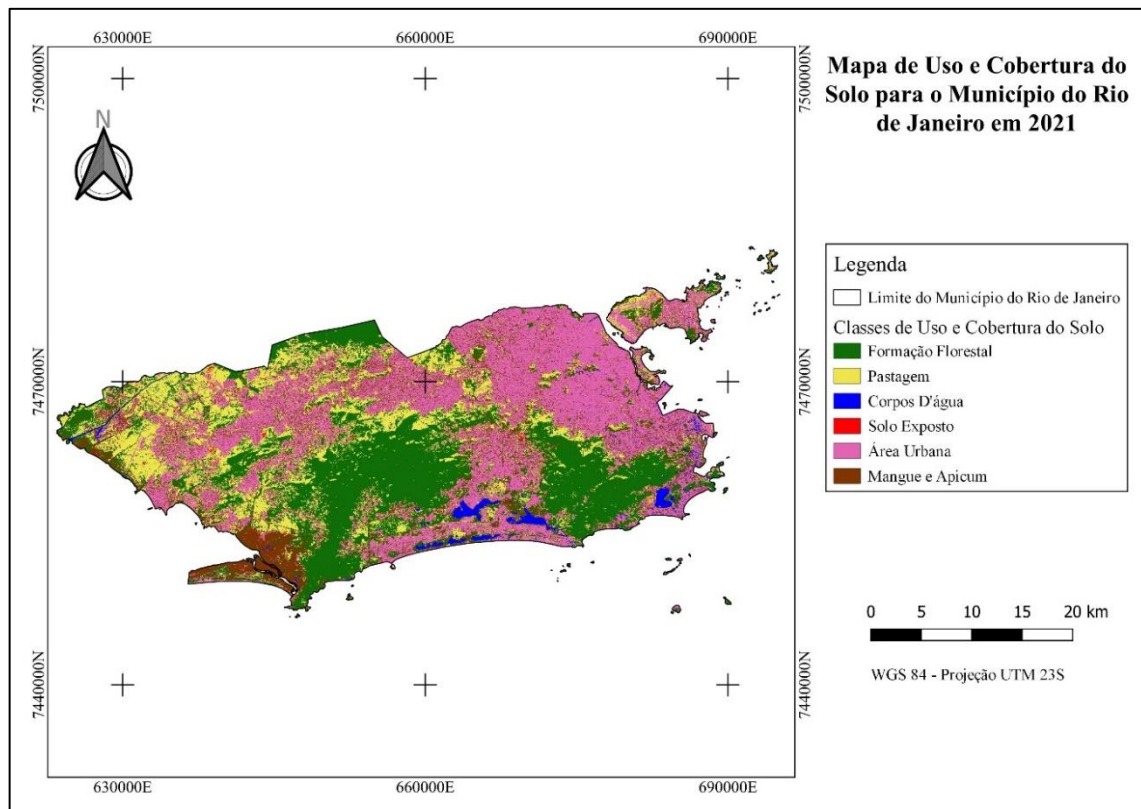 630000E
660000E
690000E
7500000N
7500000N
Mapa de Uso e Cobertura do
Solo para o Município do Rio
de Janeiro em 2021
N
Legenda
Limite do Município do Rio de Janeiro
Classes de Uso e Cobertura do Solo
Formação Florestal
Pastagem
Corpos D'água
Solo Exposto
Área Urbana
Mangue e Apicum
7470000N
7470000N
0 5 10 15 20 km
WGS 84 - Projeção UTM 23S
7440000N
7440000N
630000E
660000E
690000E